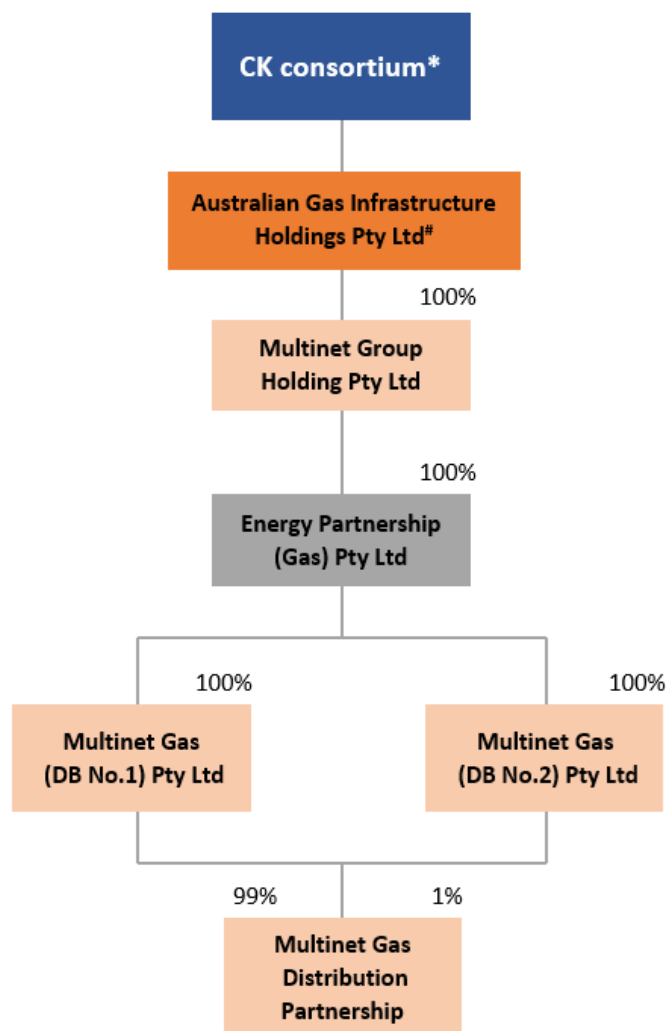 CK consortium*
Australian Gas Infrastructure
Holdings Pty Ltd#
100%
Multinet Group
Holding Pty Ltd
100%
Energy Partnership
(Gas) Pty Ltd
100%
100%
Multinet Gas
(DB No.1) Pty Ltd
Multinet Gas
(DB No.2) Pty Ltd
99%
1%
Multinet Gas
Distribution
Partnership